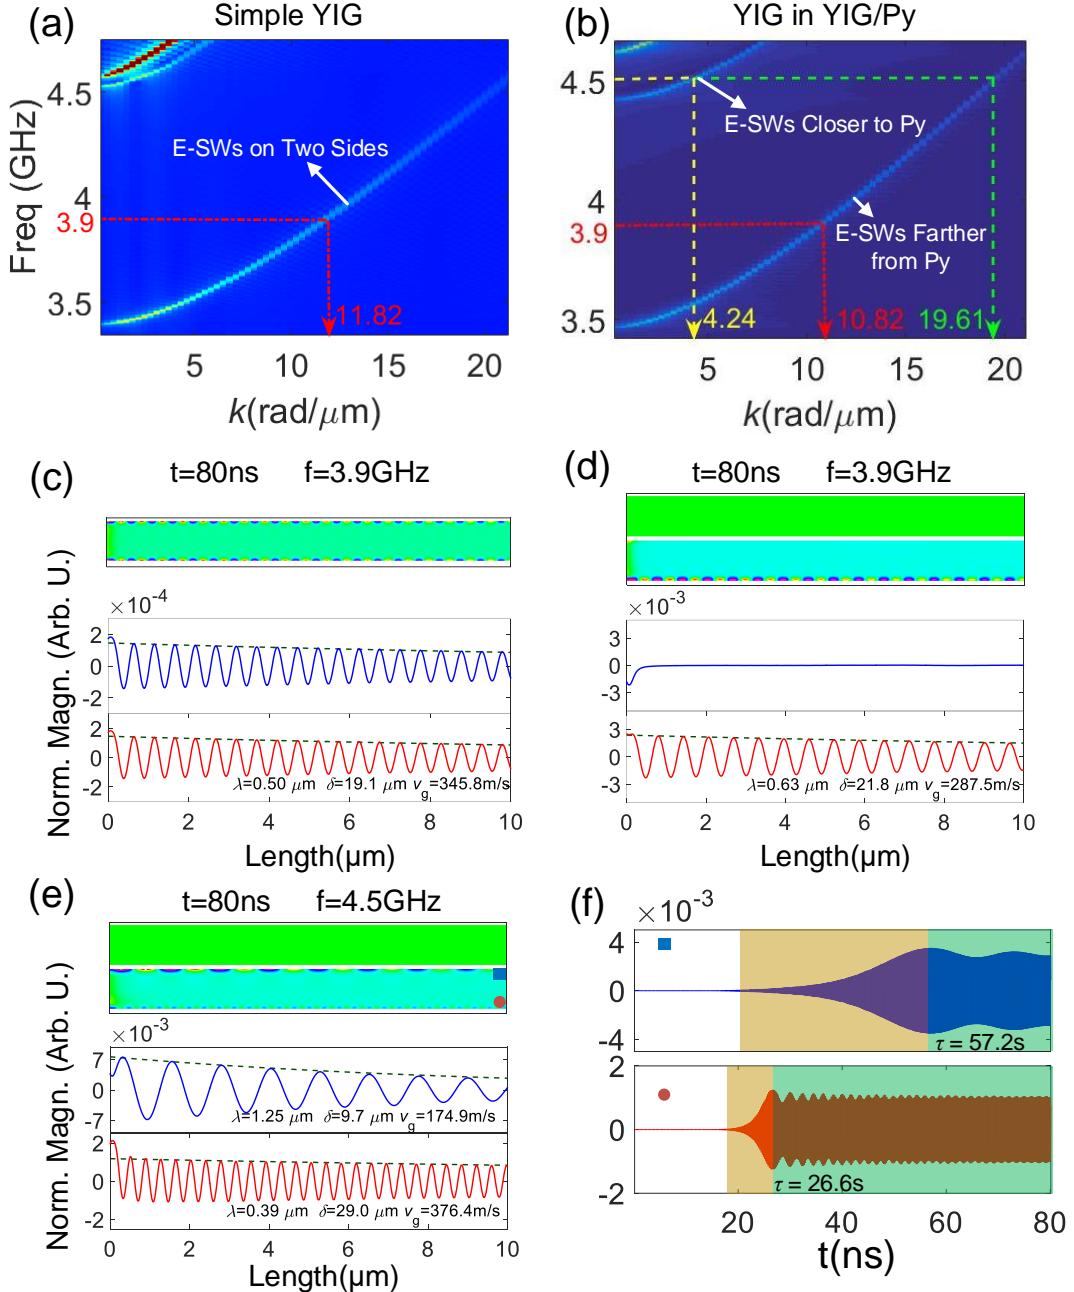 (a) Simple YIG
Freq (GHz)
4.5
4
3.9
3.5
E-SWs on Two Sides
11.82
5 10 15 20
k(rad/μm)
(b) YIG in YIG/Py
4.5
4
3.9
3.5
E-SWs Closer to Py
E-SWs Farther
from Py
4.24 10.82 19.61
5 10 15 20
k(rad/μm)
(c) t=80ns f=3.9GHz
Norm. Magn. (Arb. U.)
×10⁻⁴
2
0
-2
2
0
-2
λ=0.50 μm δ=19.1 μm v_g=345.8m/s
0 2 4 6 8 10
Length(μm)
(d) t=80ns f=3.9GHz
×10⁻³
3
0
-3
3
0
-3
λ=0.63 μm δ=21.8 μm v_g=287.5m/s
0 2 4 6 8 10
Length(μm)
(e) t=80ns f=4.5GHz
Norm. Magn. (Arb. U.)
×10⁻³
7
0
-7
λ=1.25 μm δ=9.7 μm v_g=174.9m/s
2
0
-2
λ=0.39 μm δ=29.0 μm v_g=376.4m/s
0 2 4 6 8 10
Length(μm)
(f)
×10⁻³
4
0
-4
τ = 57.2s
2
0
-2
τ = 26.6s
20 40 60 80
t(ns)